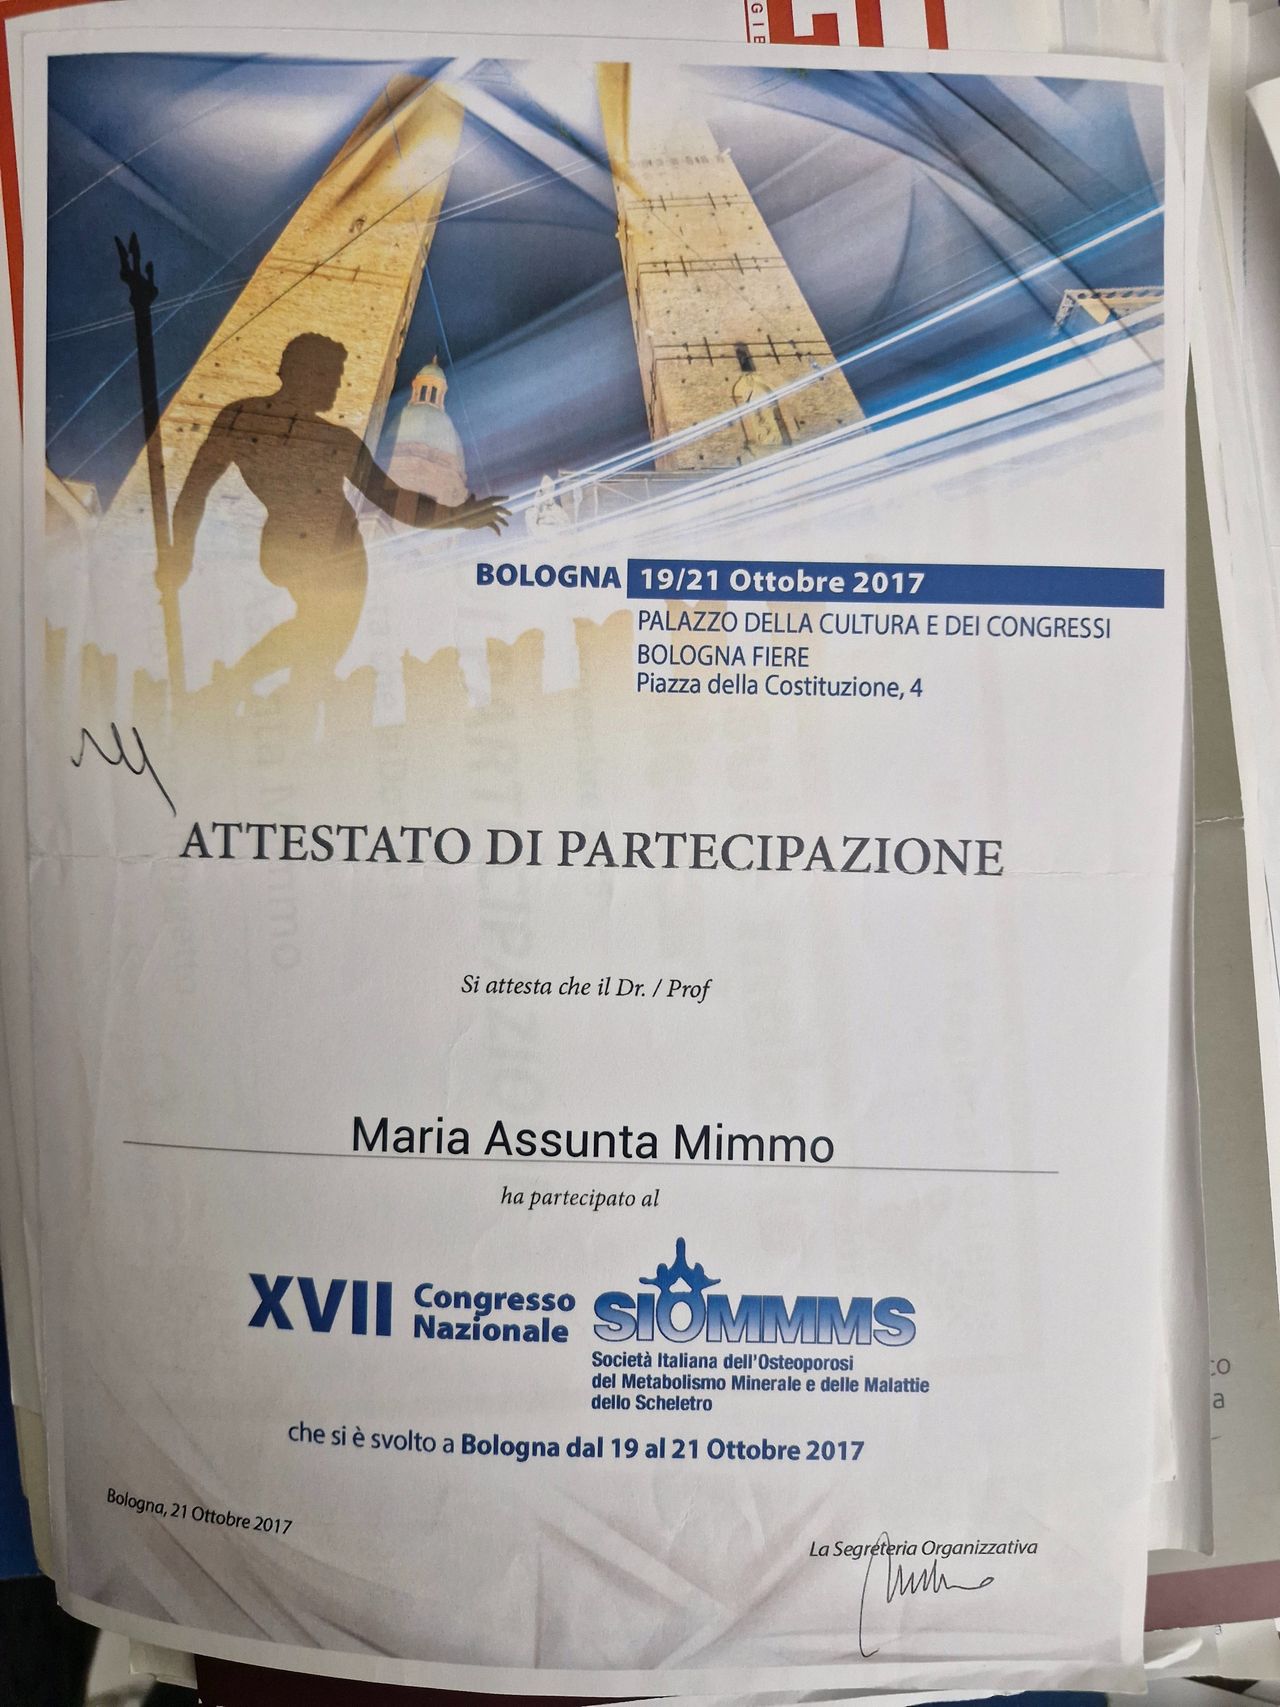 BOLOGNA 19/21 Ottobre 2017
PALAZZO DELLA CULTURA E DEI CONGRESSI
BOLOGNA FIERE
Piazza della Costituzione, 4
ATTESTATO DI PARTECIPAZIONE
Si attesta che il Dr. / Prof
Maria Assunta Mimmo
ha partecipato al
XVII Congresso Nazionale
SIOMMMS
Società Italiana dell'Osteoporosi
del Metabolismo Minerale e delle Malattie
dello Scheletro
che si è svolto a Bologna dal 19 al 21 Ottobre 2017
Bologna, 21 Ottobre 2017
La Segreteria Organizzativa